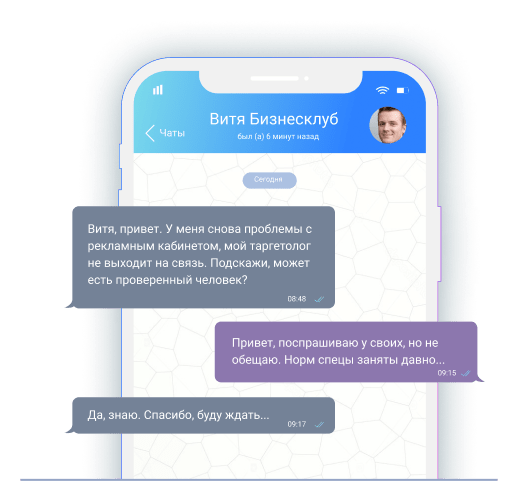 Витя Бизнесклуб
Чаты
был (а) 6 минут назад
Сегодня
Витя, привет. У меня снова проблемы с
рекламным кабинетом, мой таргетолог
не выходит на связь. Подскажи, может
есть проверенный человек?
08:48
Привет, поспрашиваю у своих, но не
обещаю. Норм спецы заняты давно...
09:15
Да, знаю. Спасибо, буду ждать...
09:17